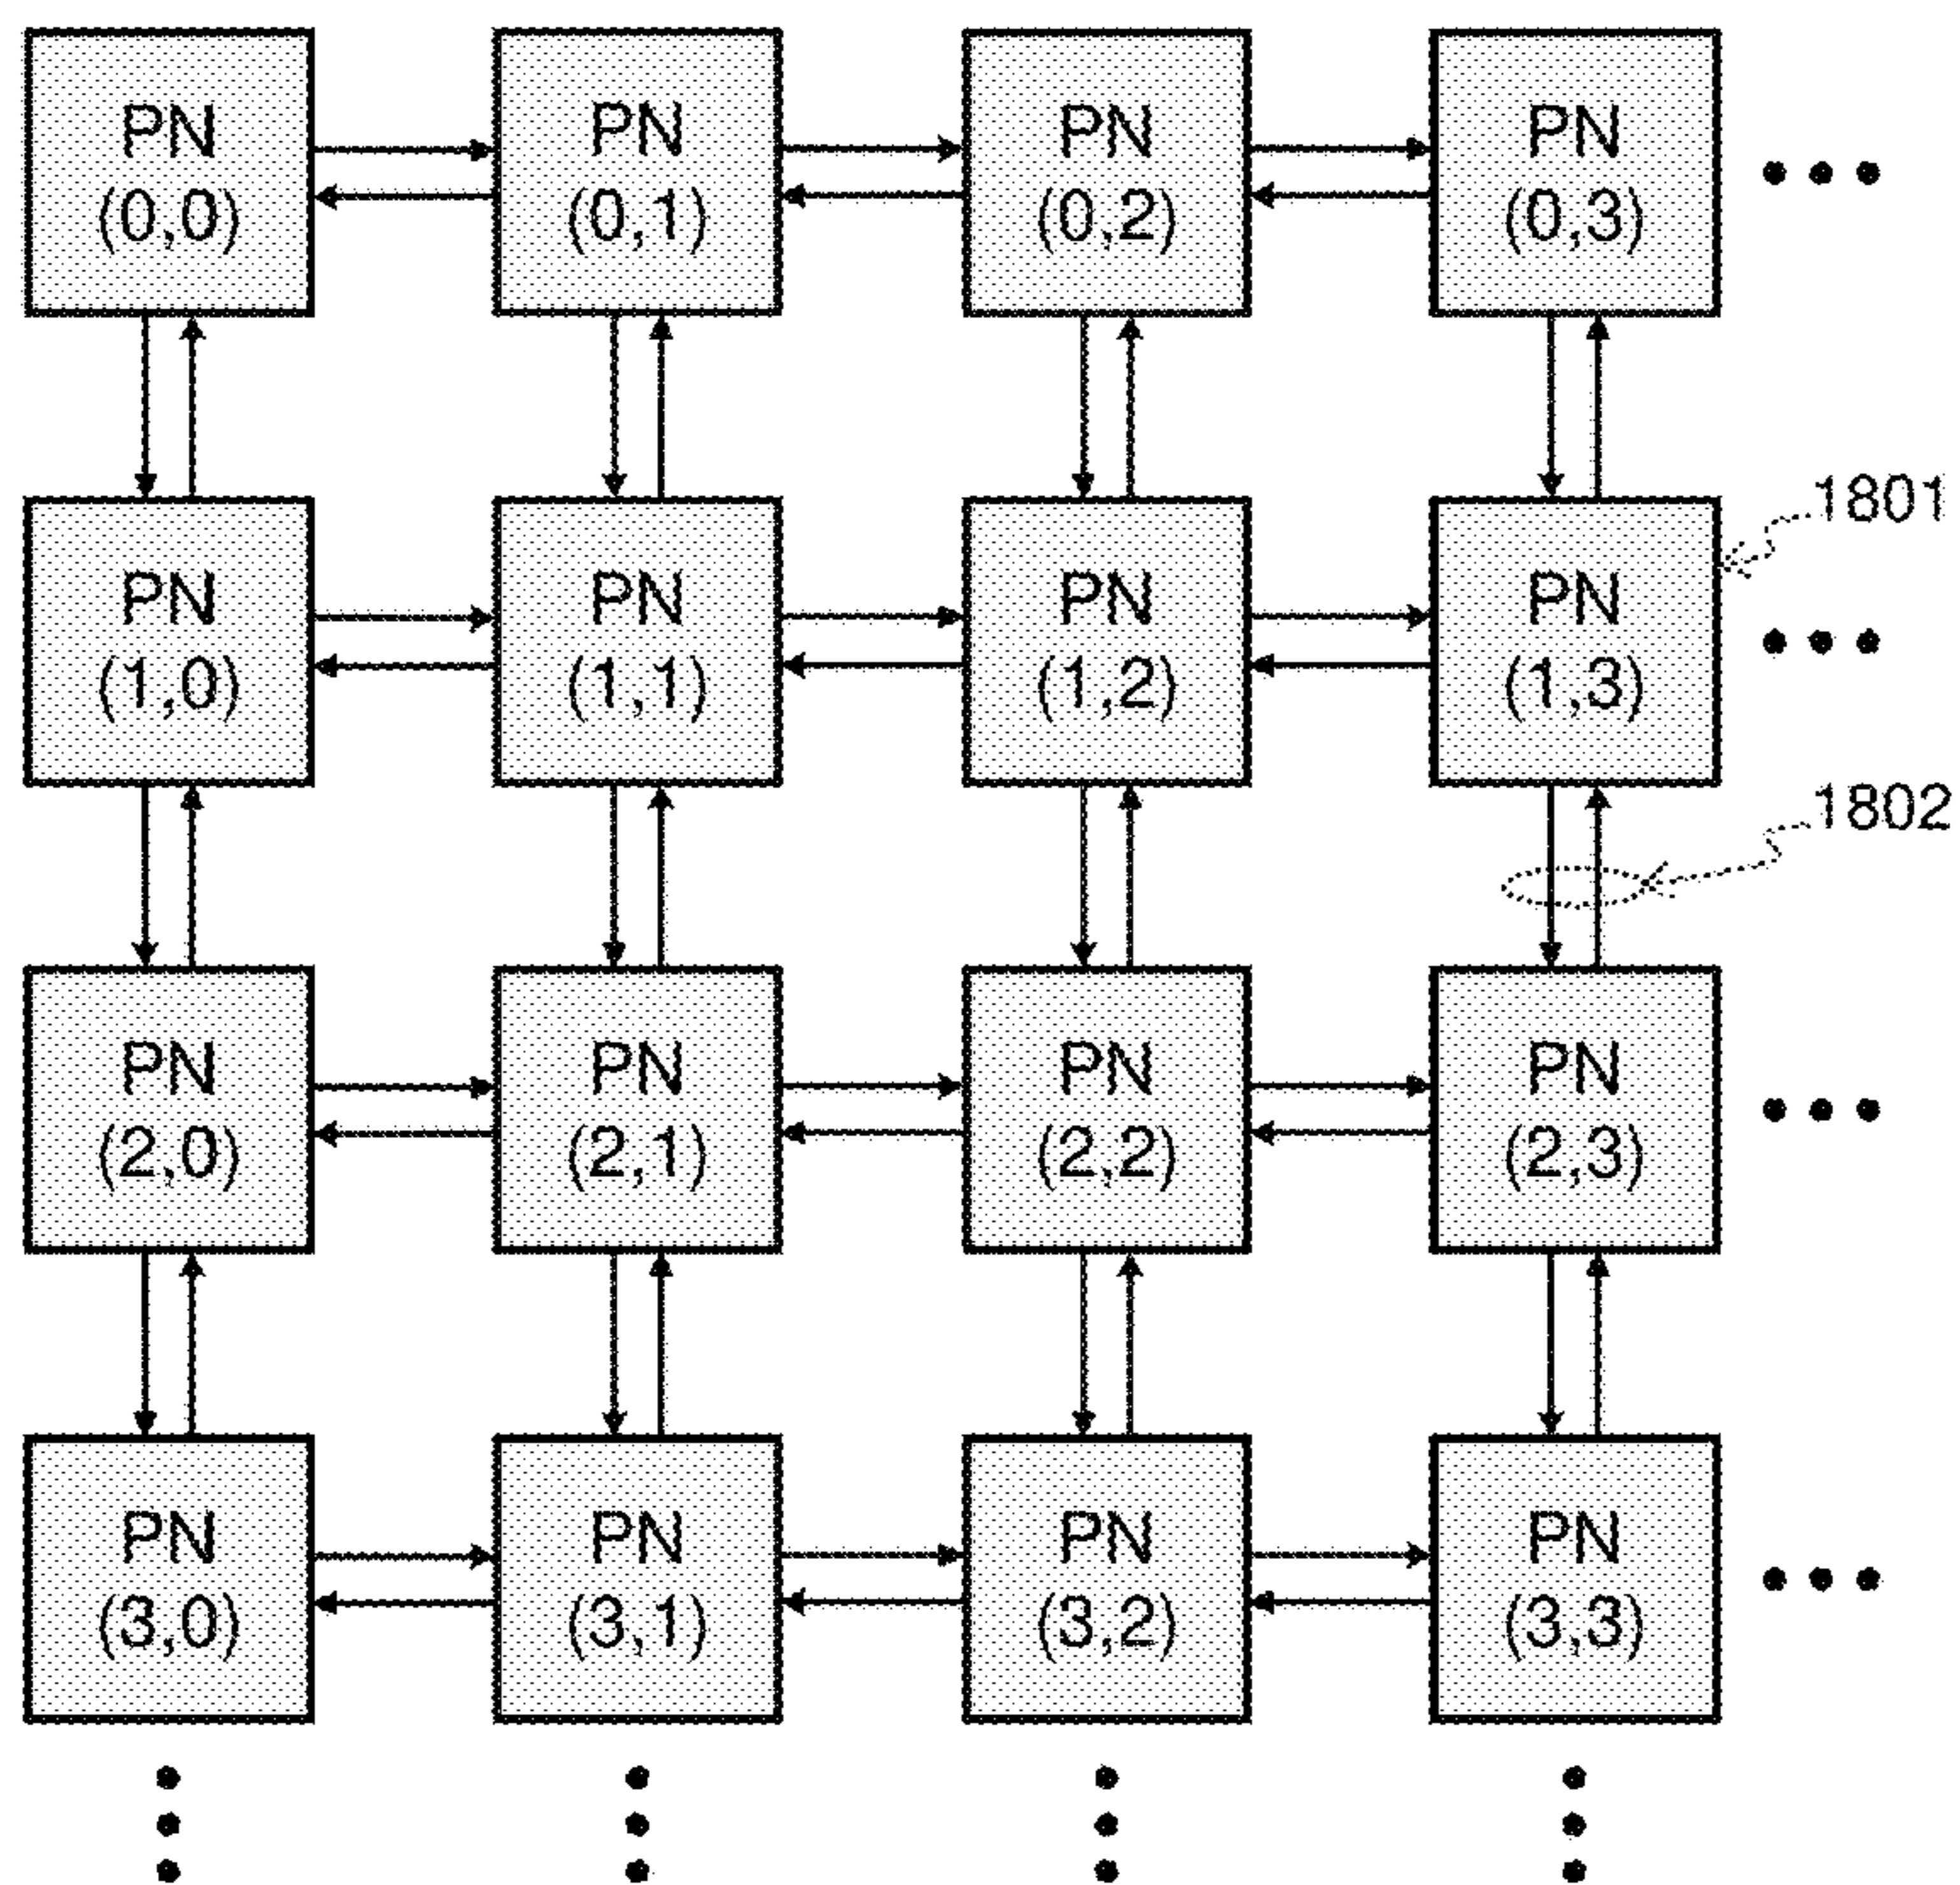 PN
(0,0)
PN
(0,1)
PN
(0,2)
PN
(0,3)
PN
(1,0)
PN
(1,1)
PN
(1,2)
PN
(1,3)
1801
1802
PN
(2,0)
PN
(2,1)
PN
(2,2)
PN
(2,3)
PN
(3,0)
PN
(3,1)
PN
(3,2)
PN
(3,3)